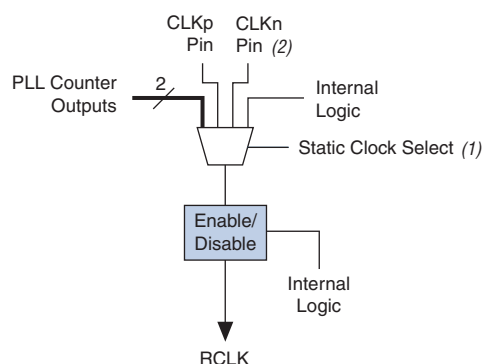 CLKp
Pin
CLKn
Pin (2)
PLL Counter
Outputs
2
Internal
Logic
Static Clock Select (1)
Enable/
Disable
Internal
Logic
RCLK